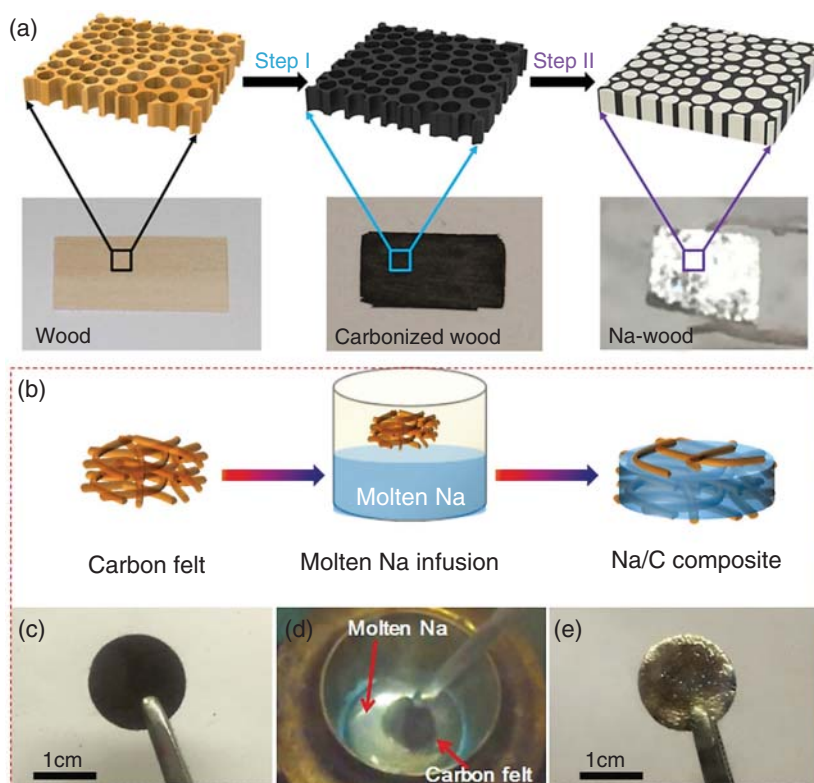 (a)
Step I
Step II
Wood
Carbonized wood
Na-wood
(b)
Molten Na
Carbon felt
Molten Na infusion
Na/C composite
(c)
(d)
(e)
Molten Na
Carbon felt
1cm
1cm